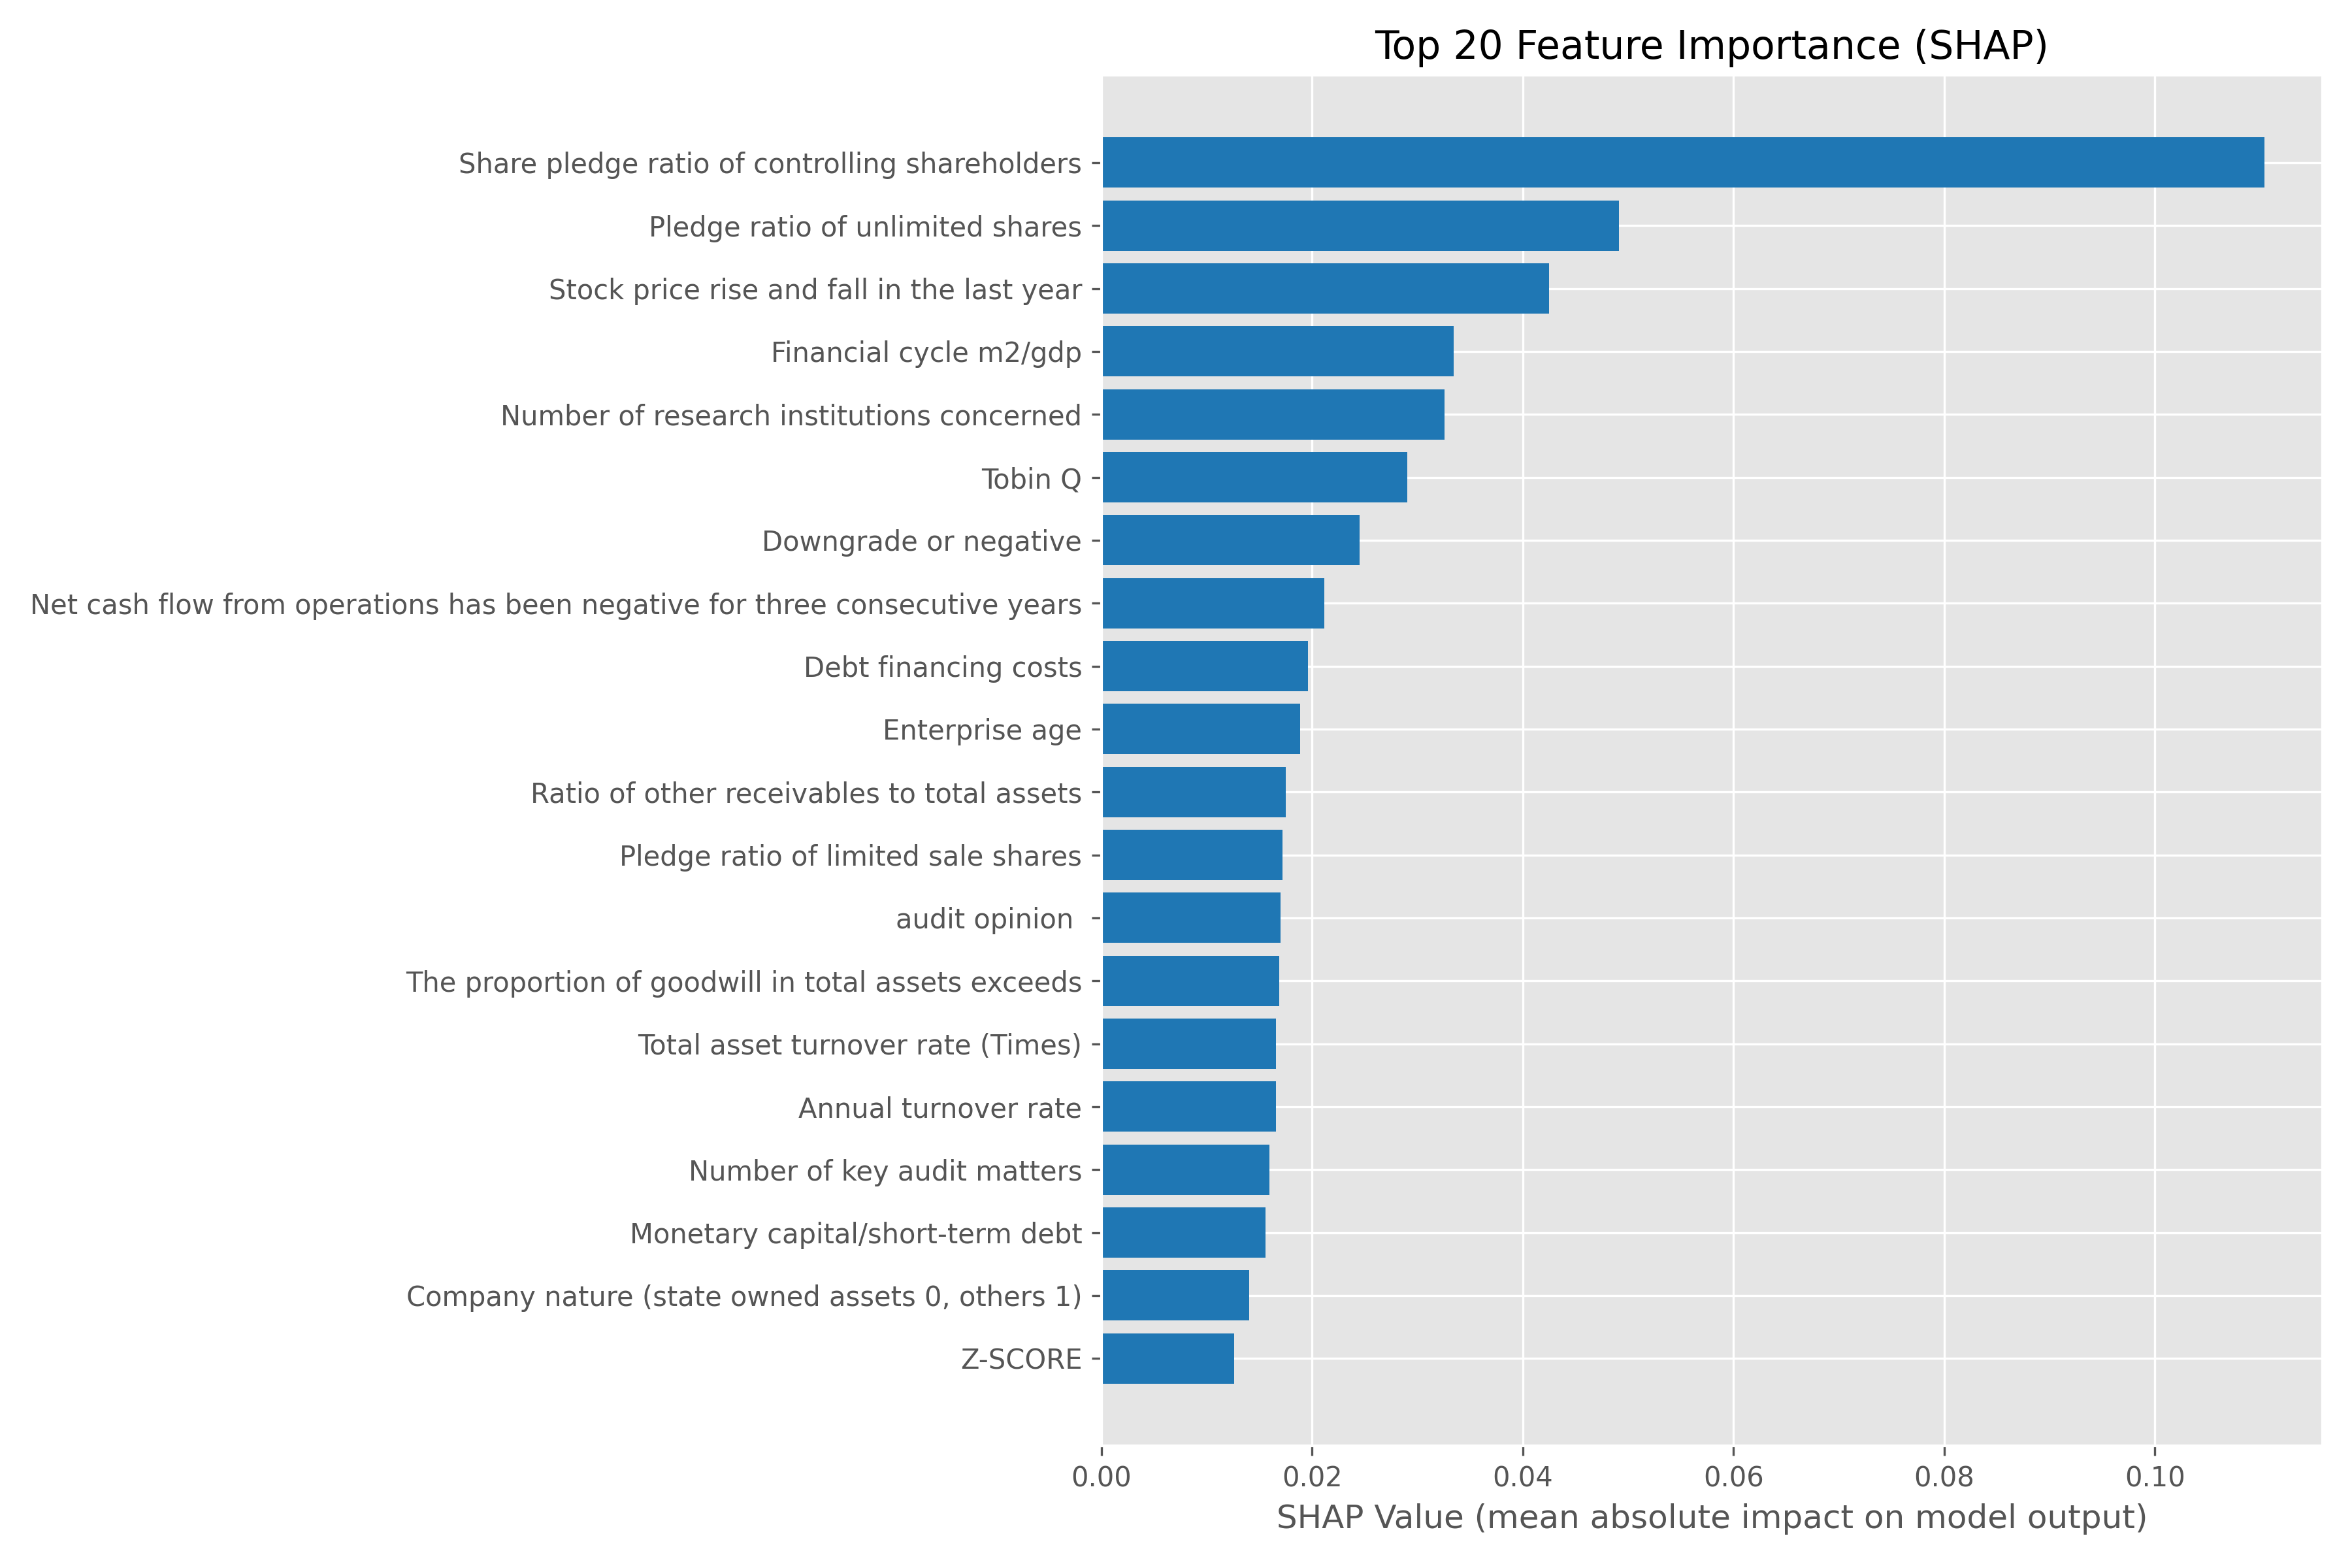 Top 20 Feature Importance (SHAP)
Share pledge ratio of controlling shareholders
Pledge ratio of unlimited shares
Stock price rise and fall in the last year
Financial cycle m2/gdp
Number of research institutions concerned
Tobin Q
Downgrade or negative
Net cash flow from operations has been negative for three consecutive years
Debt financing costs
Enterprise age
Ratio of other receivables to total assets
Pledge ratio of limited sale shares
audit opinion
The proportion of goodwill in total assets exceeds
Total asset turnover rate (Times)
Annual turnover rate
Number of key audit matters
Monetary capital/short-term debt
Company nature (state owned assets 0, others 1)
Z-SCORE
0.00 0.02 0.04 0.06 0.08 0.10
SHAP Value (mean absolute impact on model output)